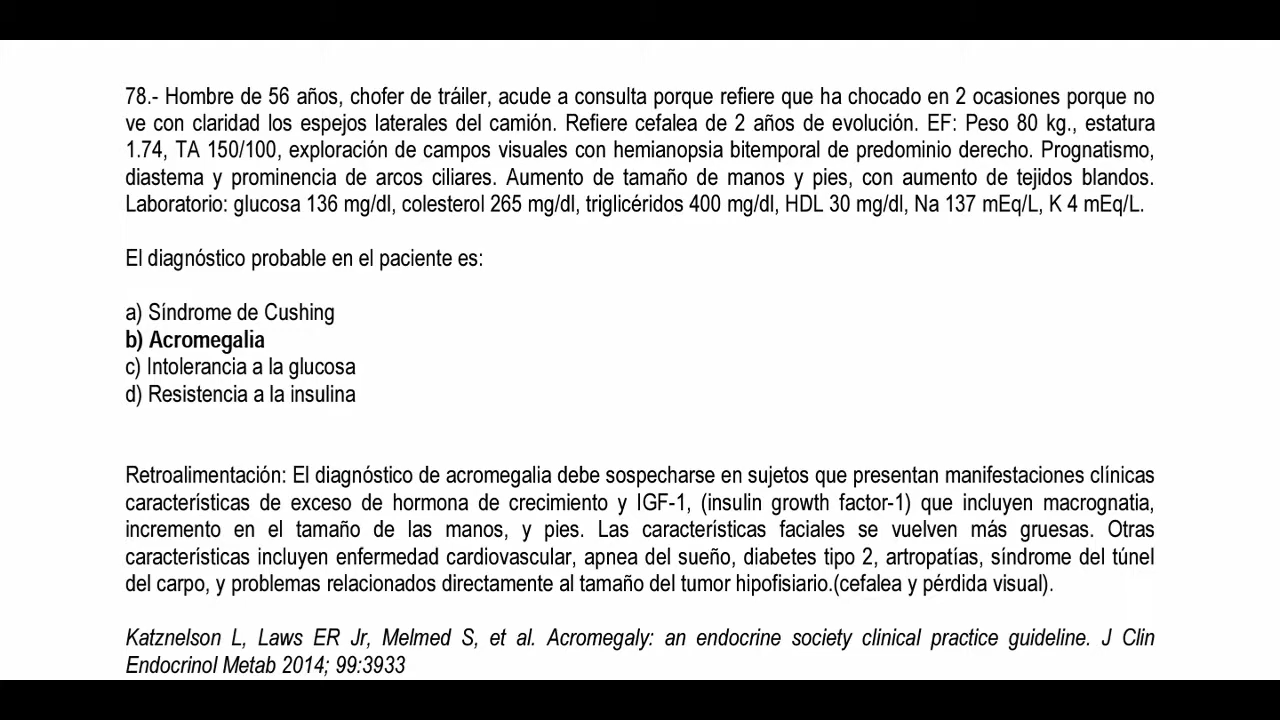 78.- Hombre de 56 años, chofer de tráiler, acude a consulta porque refiere que ha chocado en 2 ocasiones porque no
ve con claridad los espejos laterales del camión. Refiere cefalea de 2 años de evolución. EF: Peso 80 kg., estatura
1.74, TA 150/100, exploración de campos visuales con hemianopsia bitemporal de predominio derecho. Prognatismo,
diastema y prominencia de arcos ciliares. Aumento de tamaño de manos y pies, con aumento de tejidos blandos.
Laboratorio: glucosa 136 mg/dl, colesterol 265 mg/dl, triglicéridos 400 mg/dl, HDL 30 mg/dl, Na 137 mEq/L, K 4 mEq/L.
El diagnóstico probable en el paciente es:
a) Síndrome de Cushing
b) Acromegalia
c) Intolerancia a la glucosa
d) Resistencia a la insulina
Retroalimentación: El diagnóstico de acromegalia debe sospecharse en sujetos que presentan manifestaciones clínicas
características de exceso de hormona de crecimiento y IGF-1, (insulin growth factor-1) que incluyen macrognatia,
incremento en el tamaño de las manos, y pies. Las características faciales se vuelven más gruesas. Otras
características incluyen enfermedad cardiovascular, apnea del sueño, diabetes tipo 2, artropatías, síndrome del túnel
del carpo, y problemas relacionados directamente al tamaño del tumor hipofisiario.(cefalea y pérdida visual).
Katznelson L, Laws ER Jr, Melmed S, et al. Acromegaly: an endocrine society clinical practice guideline. J Clin
Endocrinol Metab 2014; 99:3933